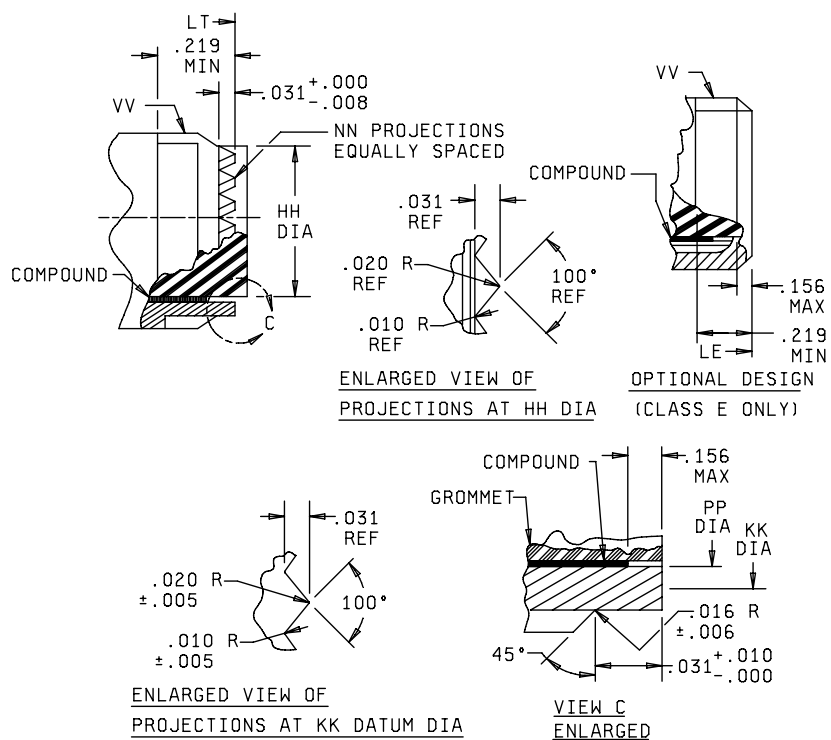 LT
.219
MIN
.031 +.000
-.008
VV
NN PROJECTIONS
EQUALLY SPACED
HH
DIA
COMPOUND
C
.031
REF
.020 R
REF
.010 R
REF
100°
REF
ENLARGED VIEW OF
PROJECTIONS AT HH DIA
VV
COMPOUND
.156
MAX
.219
MIN
LE
OPTIONAL DESIGN
(CLASS E ONLY)
.031
REF
.020 R
±.005
.010 R
±.005
100°
ENLARGED VIEW OF
PROJECTIONS AT KK DATUM DIA
COMPOUND
GROMMET
.156
MAX
PP
DIA
KK
DIA
.016 R
±.006
45°
.031 +.010
-.000
VIEW C
ENLARGED